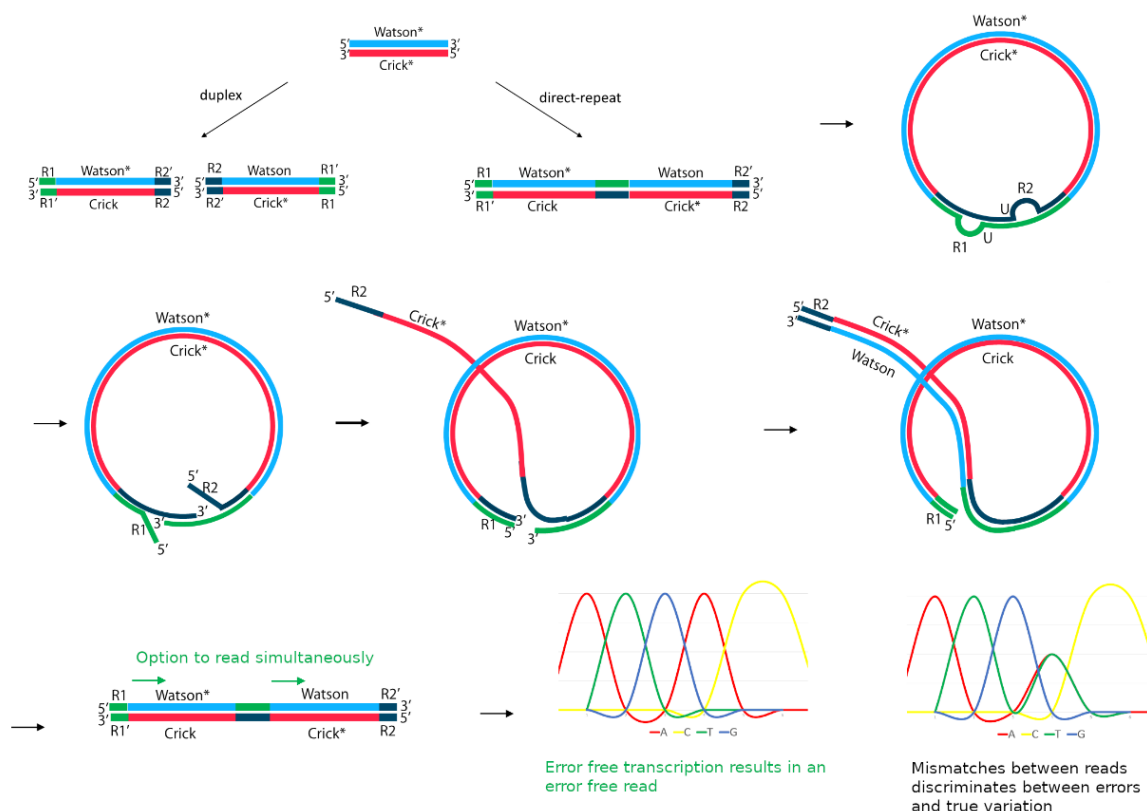 Watson*
5′ 3′
3′ 5′
Crick*
duplex
direct-repeat
R1 Watson* R2′
5′ 3′
3′ 5′
R1′ Crick R2
R2 Watson R1′
5′ 3′
3′ 5′
R2′ Crick* R1
R1 Watson* Watson R2′
5′ 3′
3′ 5′
R1′ Crick Crick* R2
Watson*
Crick*
R2
U
U
R1
Watson*
Crick*
5′
R2
3′
R1 3′
5′
5′ R2
Crick*
Watson*
Crick
R1 3′
5′ 3′
5′ R2
3′ Crick*
Watson
Watson*
Crick
R1 5′
Option to read simultaneously
R1 Watson* Watson R2′
5′ 3′
3′ 5′
R1′ Crick Crick* R2
A C T G
Error free transcription results in an
error free read
A C T G
Mismatches between reads
discriminates between errors
and true variation